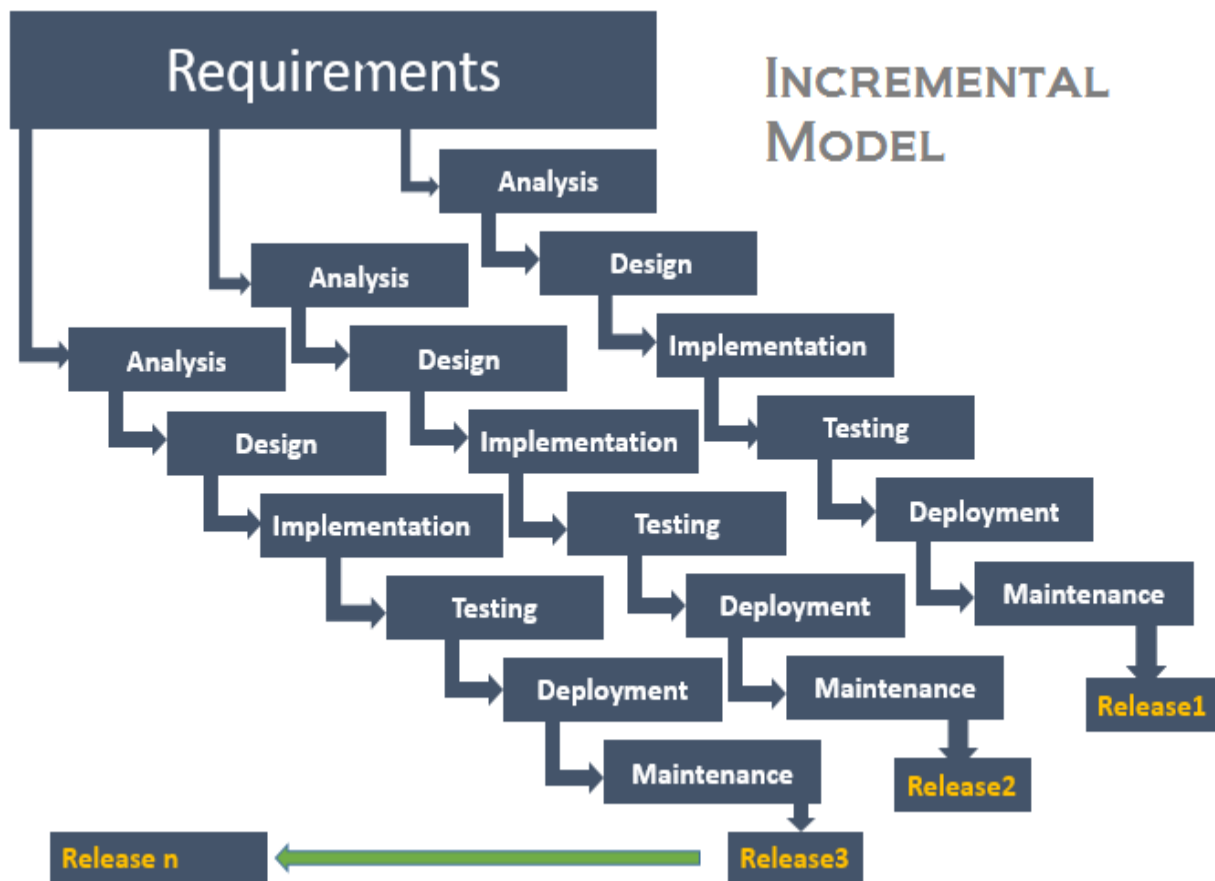 Requirements
INCREMENTAL
MODEL
Analysis
Design
Implementation
Testing
Deployment
Maintenance
Release1
Analysis
Design
Implementation
Testing
Deployment
Maintenance
Release2
Analysis
Design
Implementation
Testing
Deployment
Maintenance
Release3
Release n